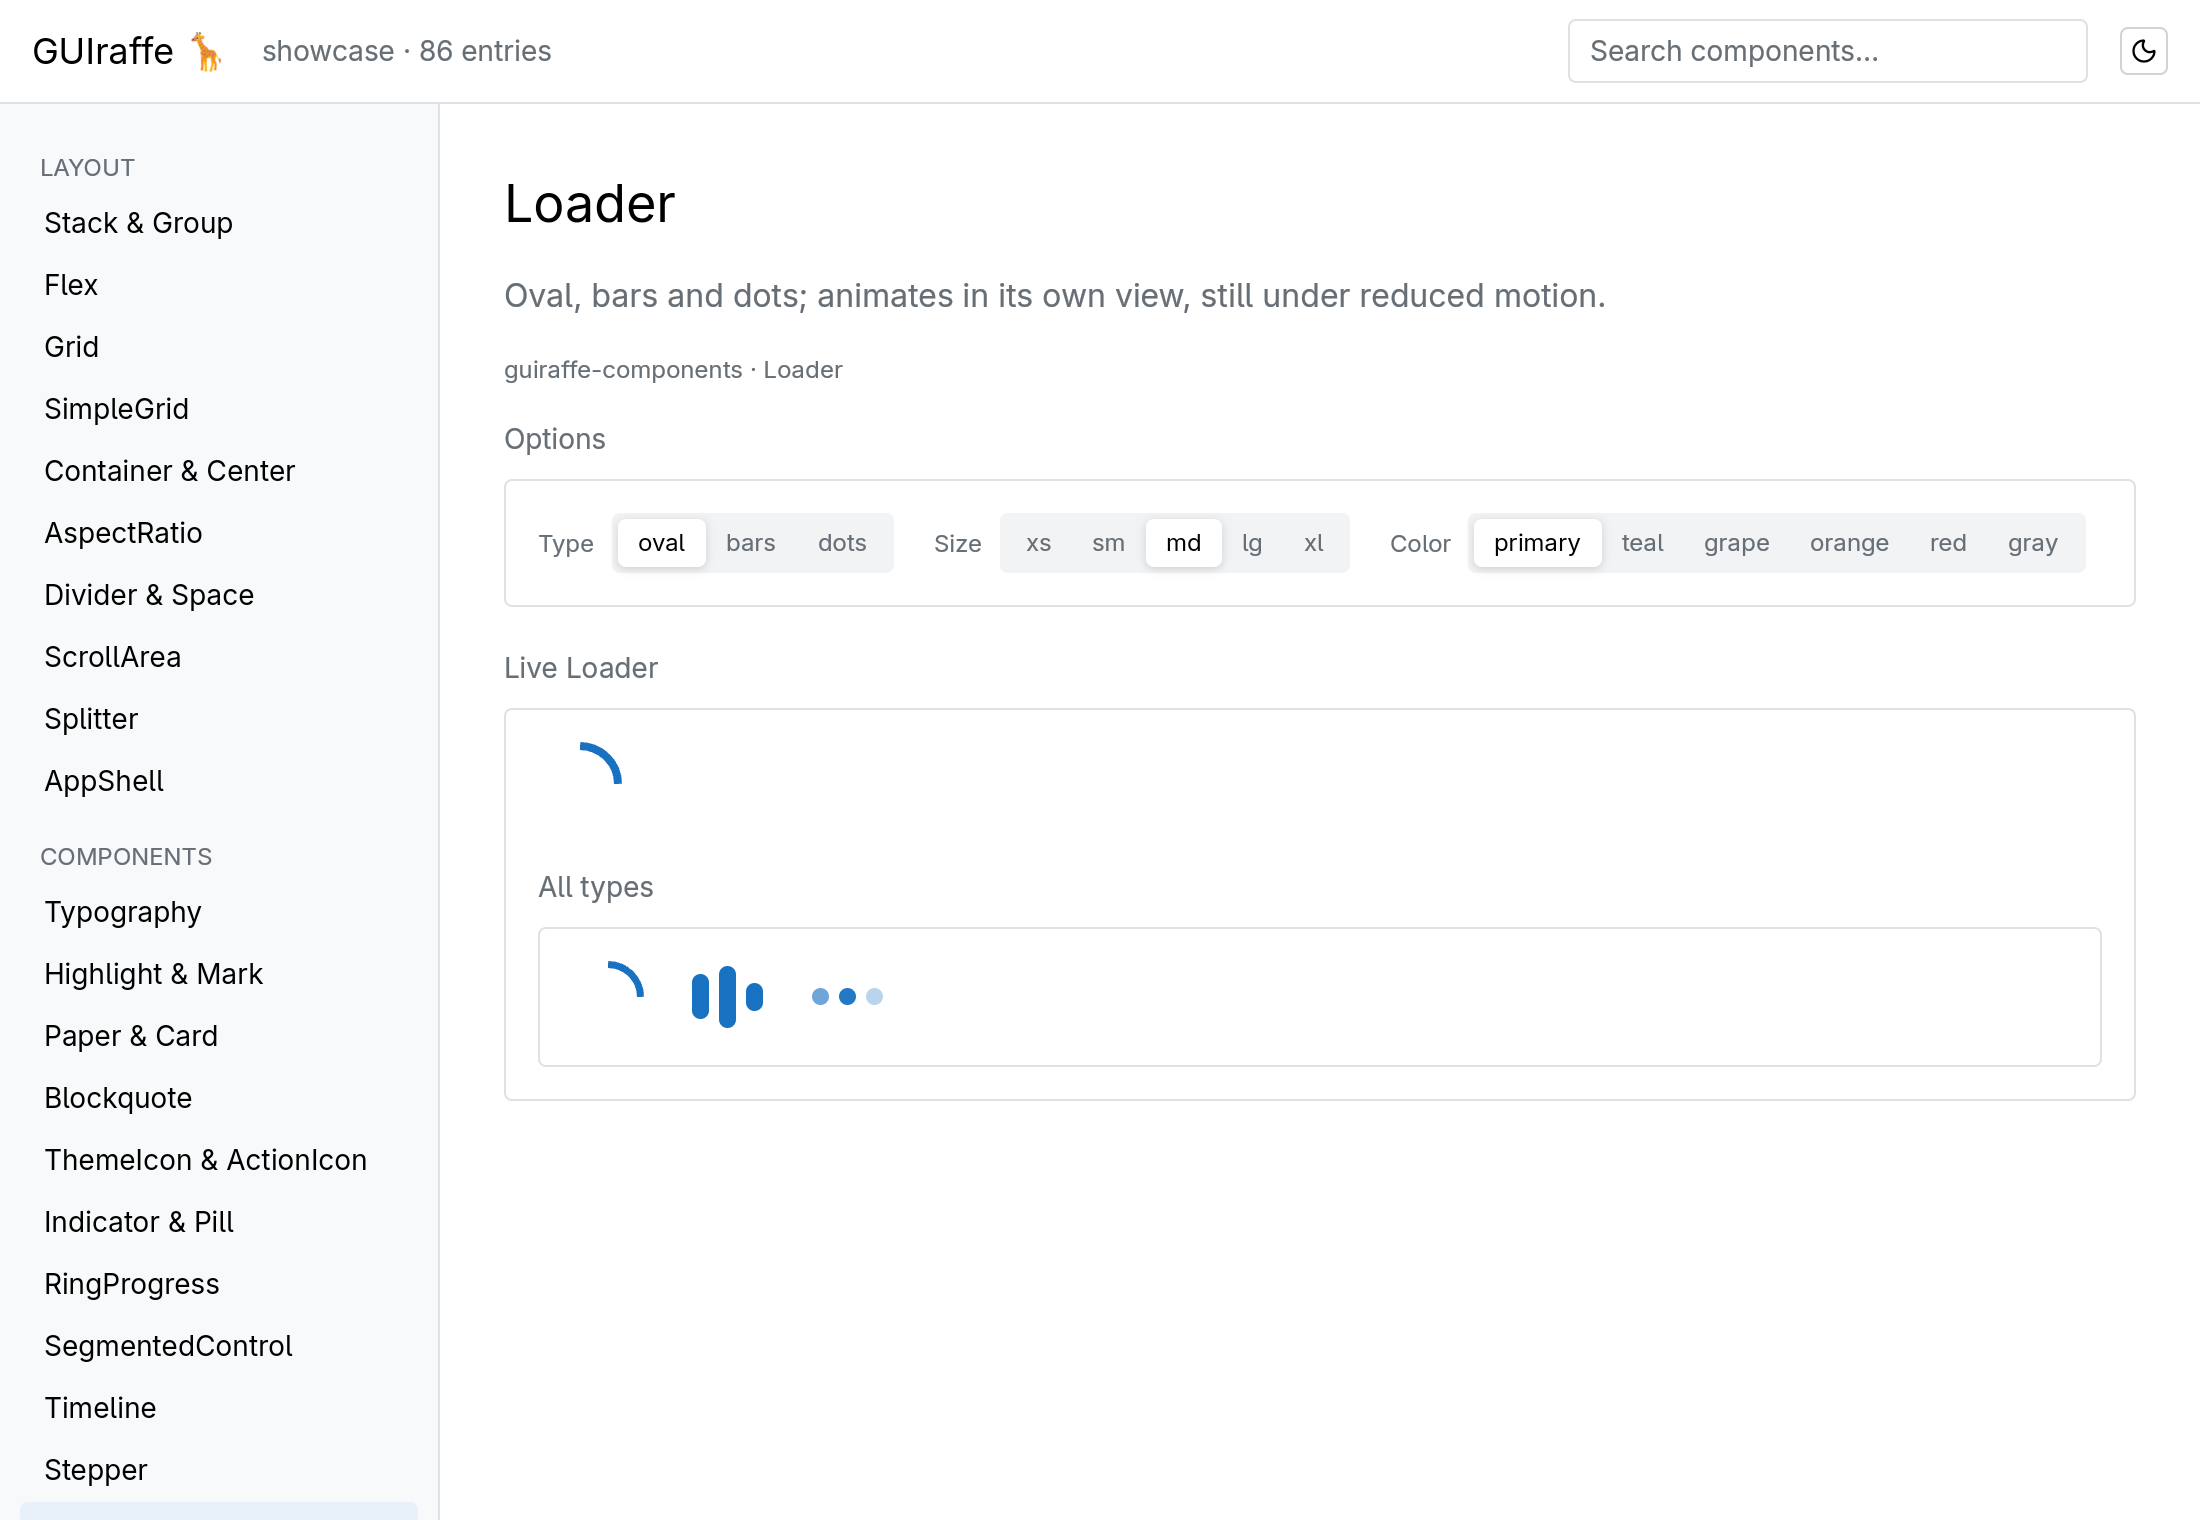 GUIraffe 🦒 showcase · 86 entries
Search components...
LAYOUT
Stack & Group
Flex
Grid
SimpleGrid
Container & Center
AspectRatio
Divider & Space
ScrollArea
Splitter
AppShell
COMPONENTS
Typography
Highlight & Mark
Paper & Card
Blockquote
ThemeIcon & ActionIcon
Indicator & Pill
RingProgress
SegmentedControl
Timeline
Stepper
Loader
Oval, bars and dots; animates in its own view, still under reduced motion.
guiraffe-components · Loader
Options
Type oval bars dots Size xs sm md lg xl Color primary teal grape orange red gray
Live Loader
All types